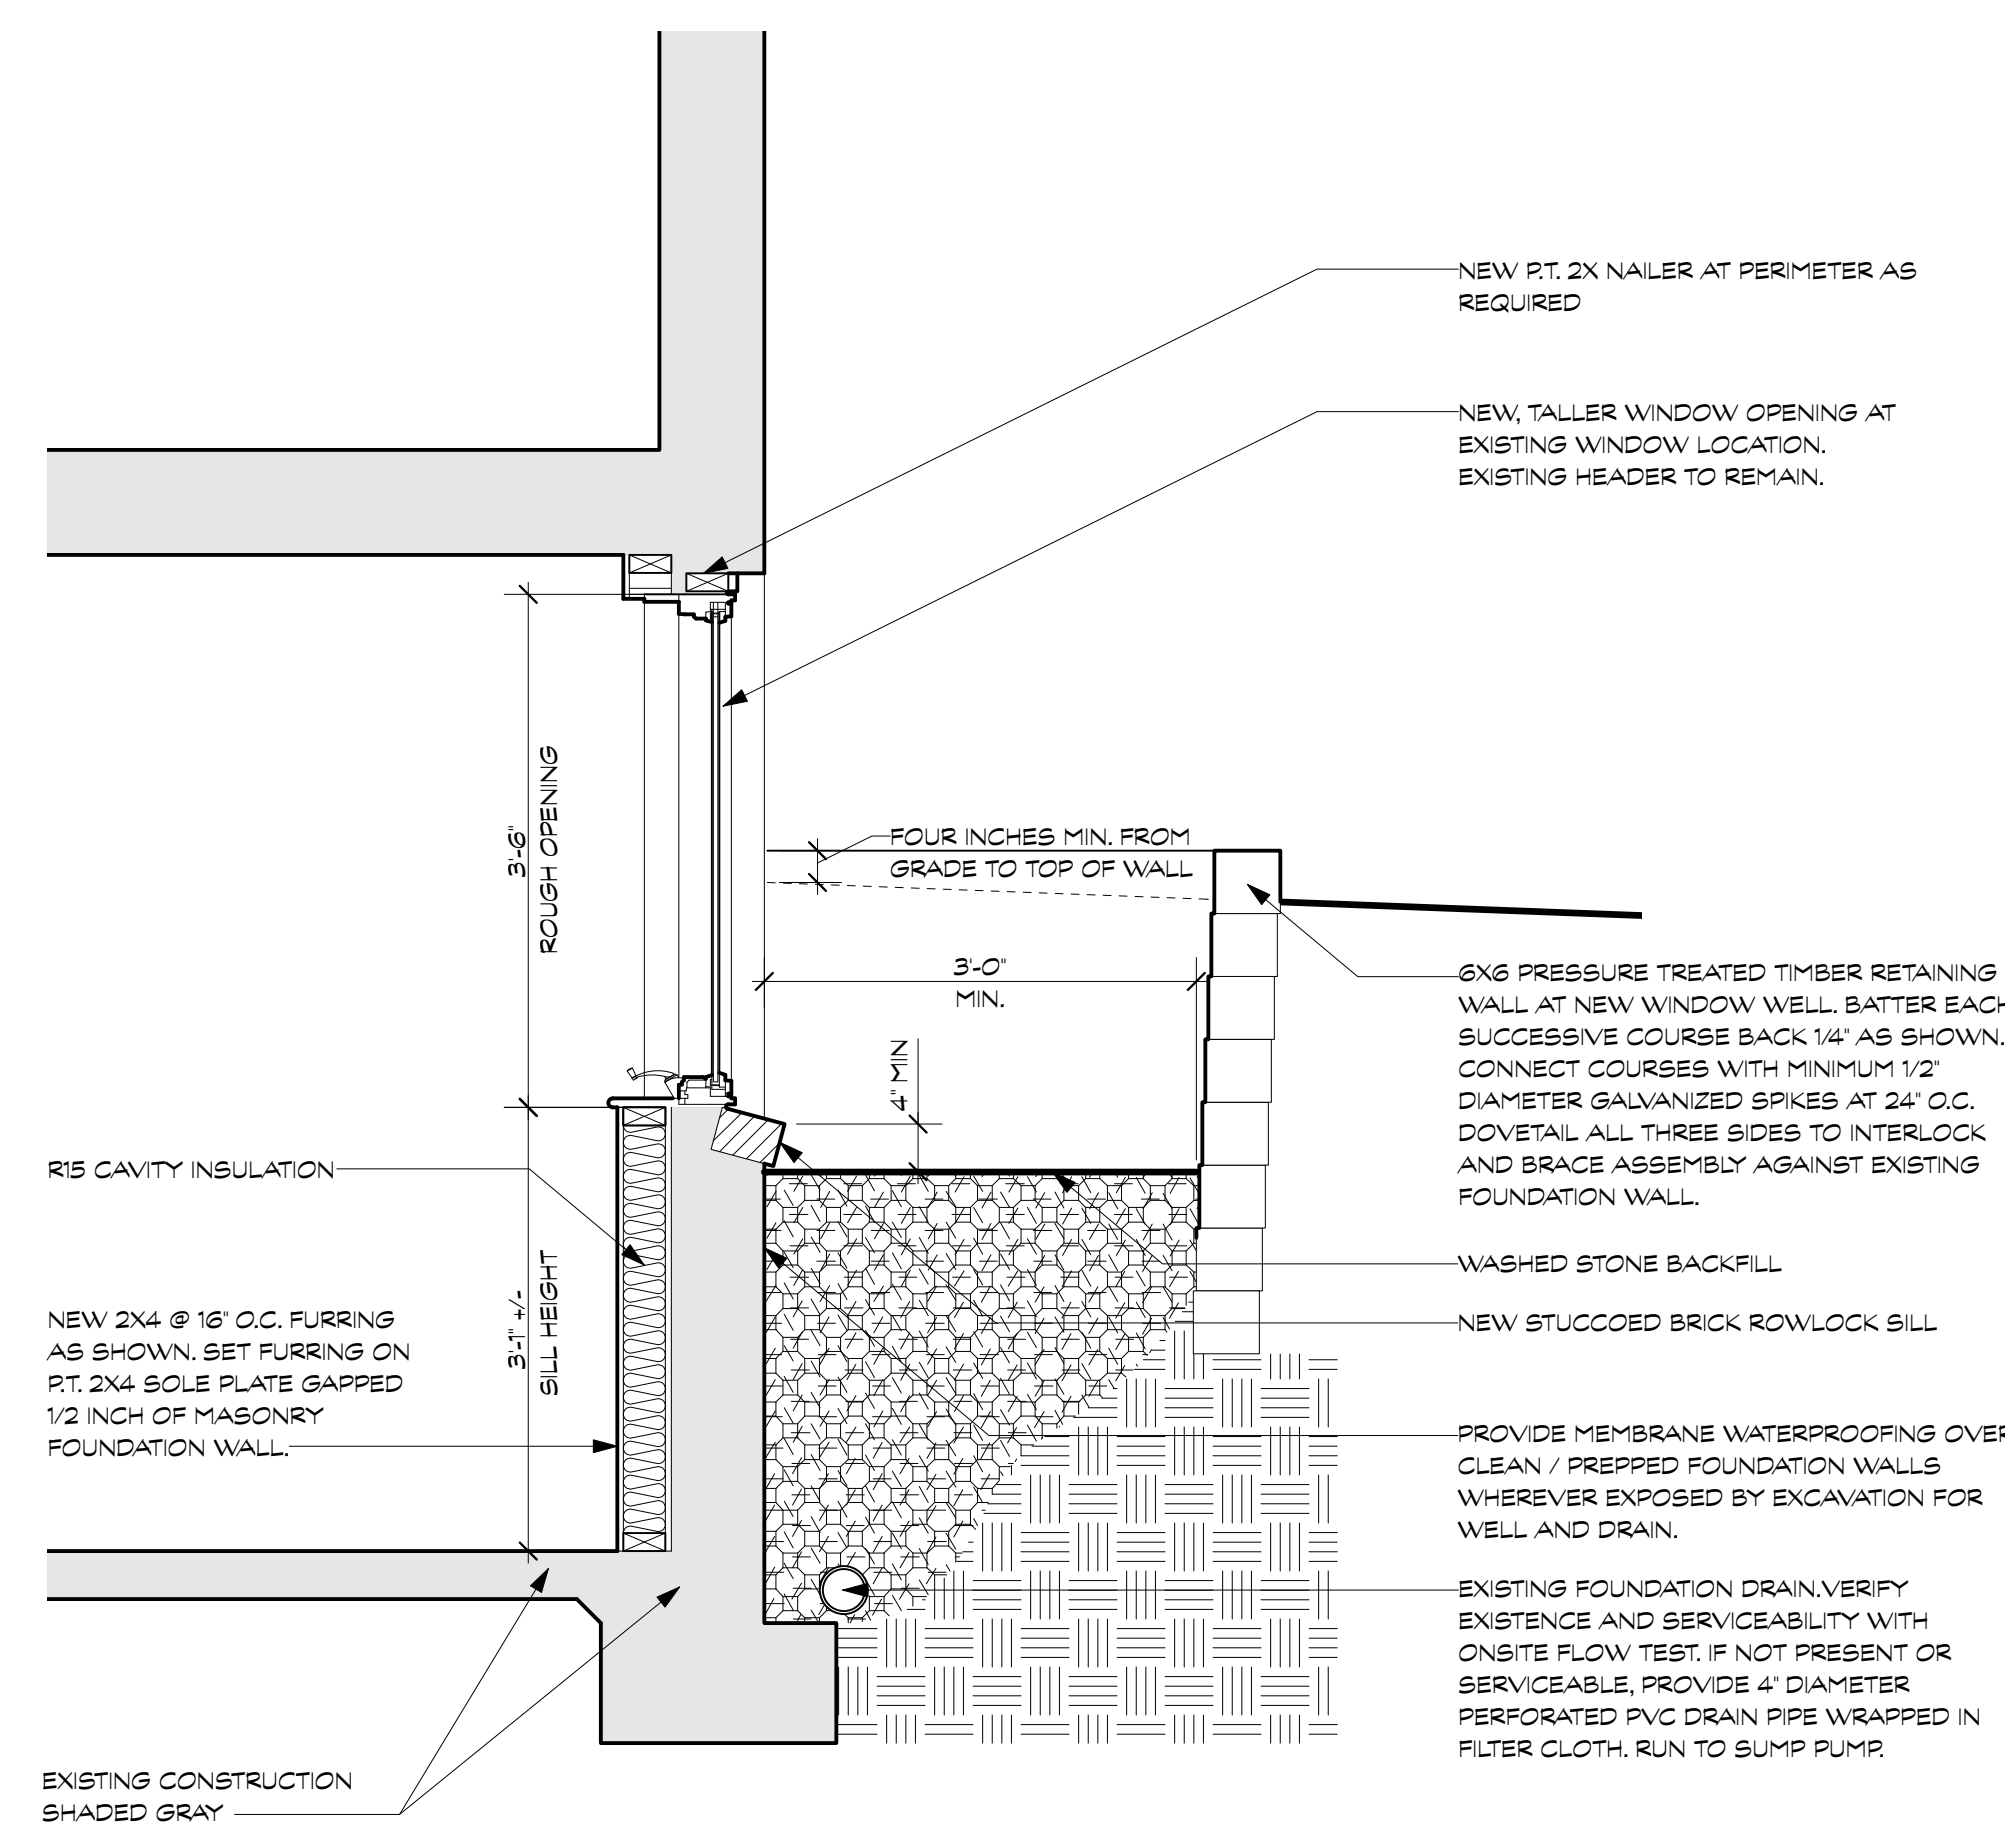 NEW P.T. 2X NAILER AT PERIMETER AS
REQUIRED
NEW, TALLER WINDOW OPENING AT
EXISTING WINDOW LOCATION.
EXISTING HEADER TO REMAIN.
3'-6"
ROUGH OPENING
FOUR INCHES MIN. FROM
GRADE TO TOP OF WALL
3'-0"
MIN.
4" MIN
6X6 PRESSURE TREATED TIMBER RETAINING
WALL AT NEW WINDOW WELL. BATTER EACH
SUCCESSIVE COURSE BACK 1/4" AS SHOWN.
CONNECT COURSES WITH MINIMUM 1/2"
DIAMETER GALVANIZED SPIKES AT 24" O.C.
DOVETAIL ALL THREE SIDES TO INTERLOCK
AND BRACE ASSEMBLY AGAINST EXISTING
FOUNDATION WALL.
R15 CAVITY INSULATION
WASHED STONE BACKFILL
3'-1" +/-
SILL HEIGHT
NEW 2X4 @ 16" O.C. FURRING
AS SHOWN. SET FURRING ON
P.T. 2X4 SOLE PLATE GAPPED
1/2 INCH OF MASONRY
FOUNDATION WALL.
NEW STUCCOED BRICK ROWLOCK SILL
PROVIDE MEMBRANE WATERPROOFING OVER
CLEAN / PREPPED FOUNDATION WALLS
WHEREVER EXPOSED BY EXCAVATION FOR
WELL AND DRAIN.
EXISTING FOUNDATION DRAIN.VERIFY
EXISTENCE AND SERVICEABILITY WITH
ONSITE FLOW TEST. IF NOT PRESENT OR
SERVICEABLE, PROVIDE 4" DIAMETER
PERFORATED PVC DRAIN PIPE WRAPPED IN
FILTER CLOTH. RUN TO SUMP PUMP.
EXISTING CONSTRUCTION
SHADED GRAY